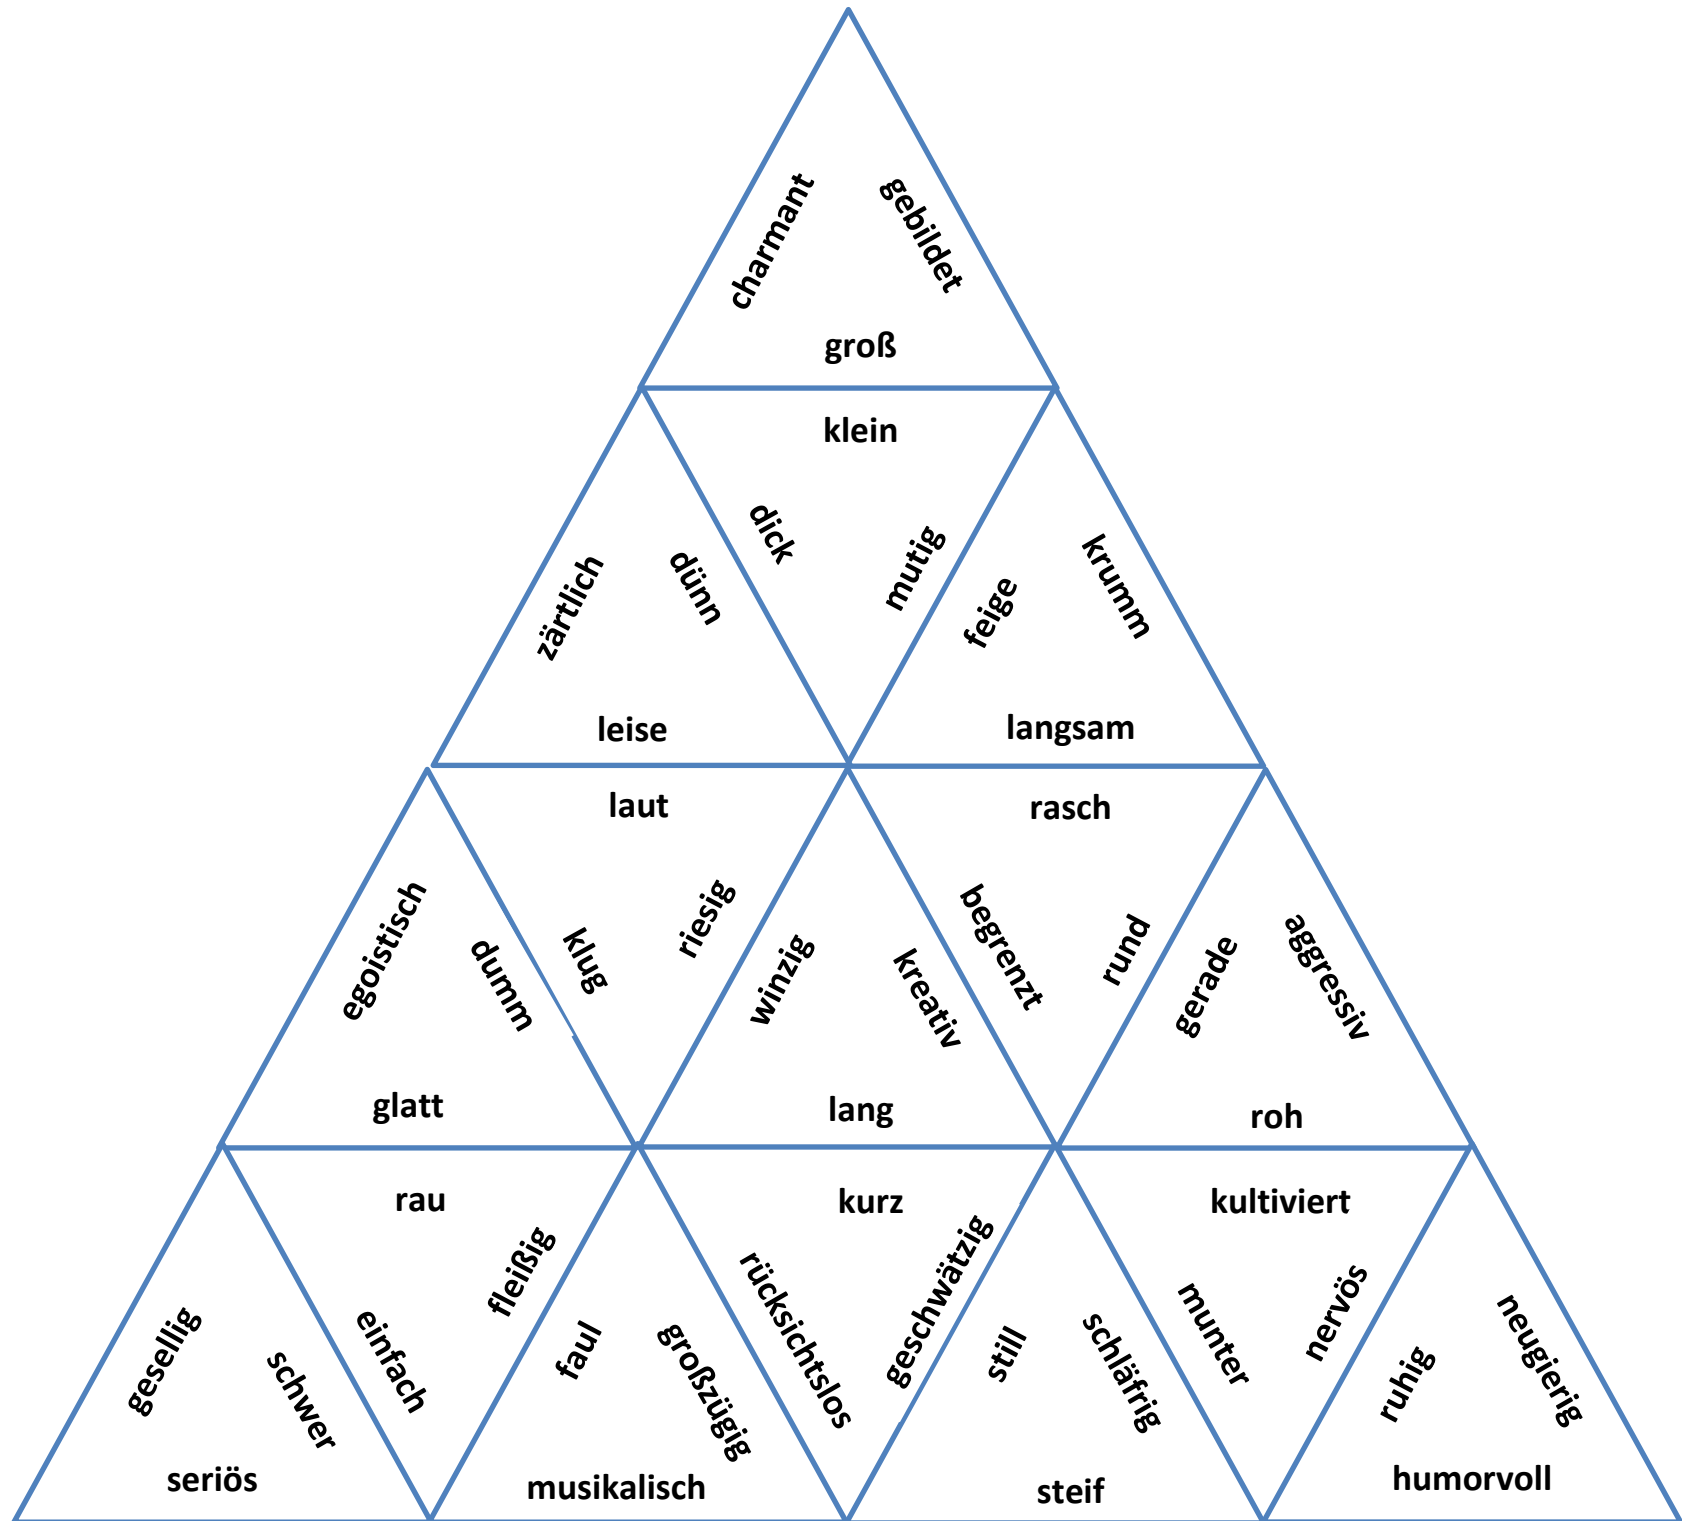 charmant
gebildet
groß
klein
dick
mutig
zärtlich
dünn
feige
krumm
leise
langsam
laut
rasch
egoistisch
dumm
klug
riesig
winzig
kreativ
begrenzt
rund
gerade
aggressiv
glatt
lang
roh
rau
kurz
kultiviert
gesellig
schwer
einfach
fleißig
faul
großzügig
rücksichtslos
geschwätzig
still
schläfrig
munter
nervös
ruhig
neugierig
seriös
musikalisch
steif
humorvoll